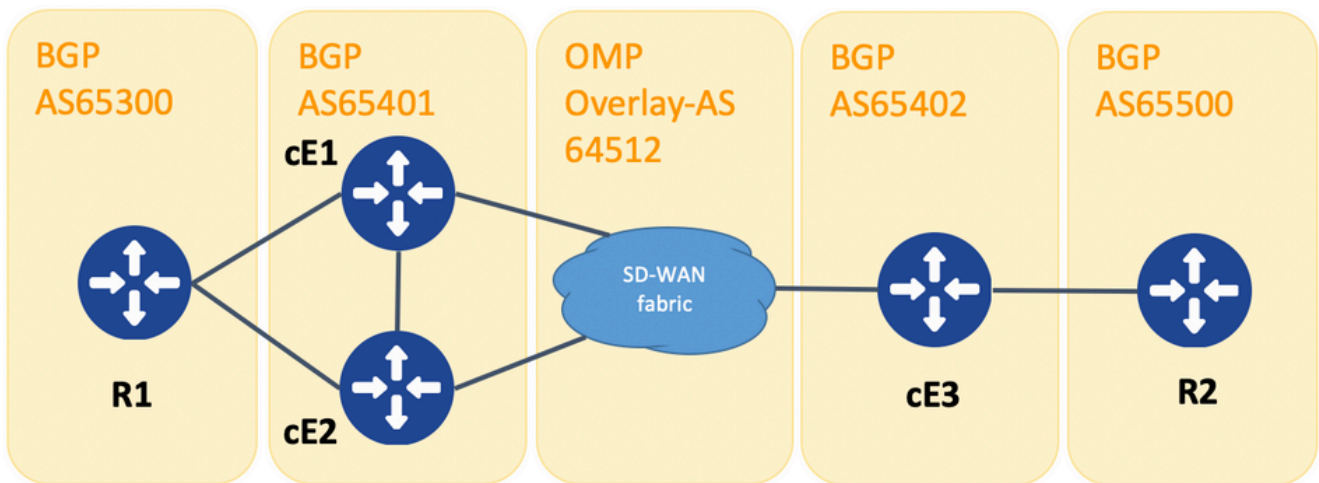 BGP
AS65300
BGP
AS65401
OMP
Overlay-AS
64512
BGP
AS65402
BGP
AS65500
cE1
SD-WAN
fabric
R1
cE2
cE3
R2